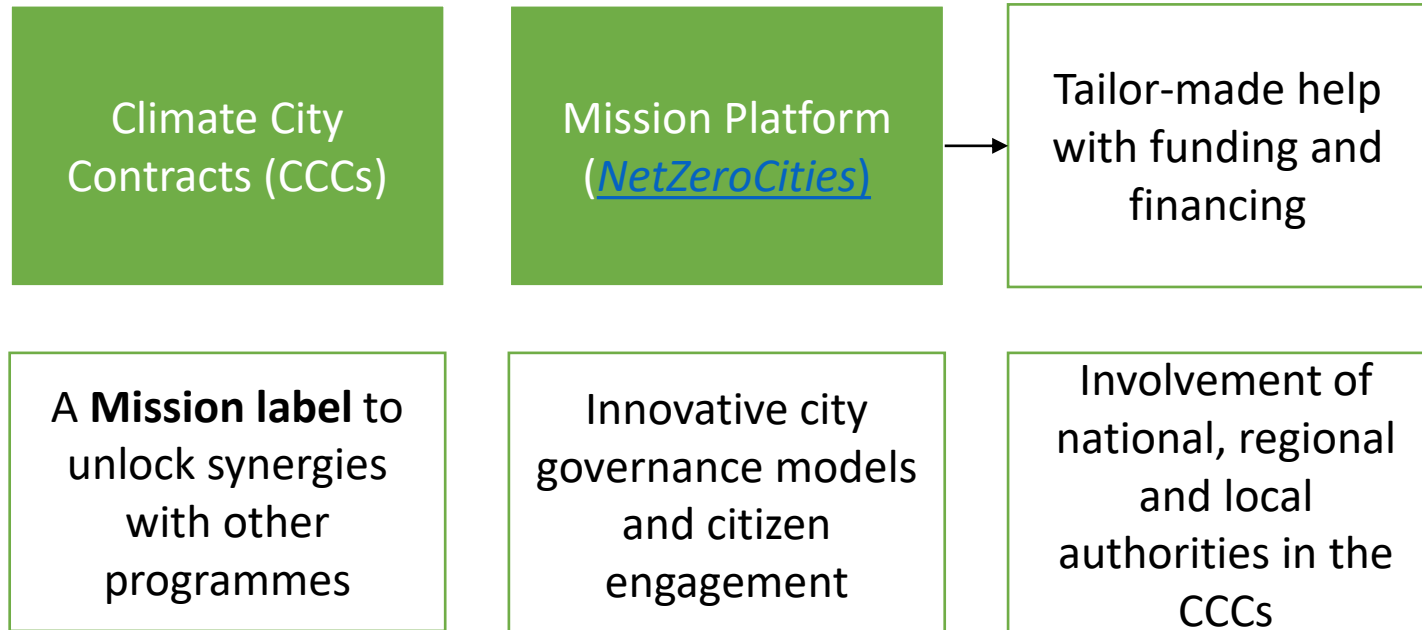 Climate City
Contracts (CCCs)
Mission Platform
(NetZeroCities)
Tailor-made help
with funding and
financing
A Mission label to
unlock synergies
with other
programmes
Innovative city
governance models
and citizen
engagement
Involvement of
national, regional
and local
authorities in the
CCCs